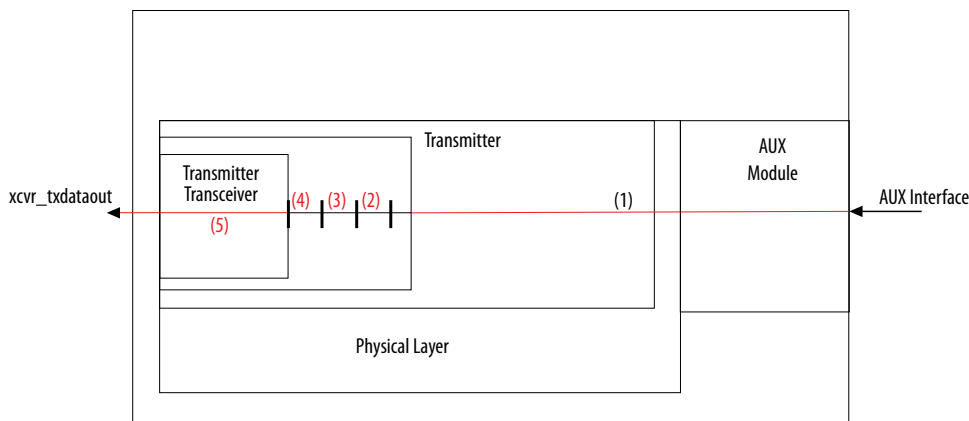 Transmitter
AUX
Module
Transmitter
Transceiver
xcvr_txdataout
(4)
(3)
(2)
(1)
AUX Interface
(5)
Physical Layer